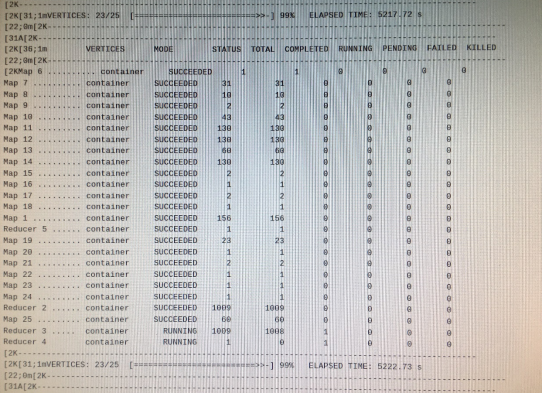 [2K----------------------------------------------------------------------------------------------
[2K[31;1mVERTICES: 23/25  [==========================>>-] 99%  ELAPSED TIME: 5217.72 s
[22;0m[2K----------------------------------------------------------------------------------------------
[31A[2K----------------------------------------------------------------------------------------------
[2K[36;1m VERTICES MODE STATUS TOTAL COMPLETED RUNNING PENDING FAILED KILLED
[22;0m[2K----------------------------------------------------------------------------------------------
[2KMap 6 .......... container SUCCEEDED 1 1 0 0 0 0
Map 7 .......... container SUCCEEDED 31 31 0 0 0 0
Map 8 .......... container SUCCEEDED 10 10 0 0 0 0
Map 9 .......... container SUCCEEDED 2 2 0 0 0 0
Map 10 ......... container SUCCEEDED 43 43 0 0 0 0
Map 11 ......... container SUCCEEDED 130 130 0 0 0 0
Map 12 ......... container SUCCEEDED 130 130 0 0 0 0
Map 13 ......... container SUCCEEDED 60 60 0 0 0 0
Map 14 ......... container SUCCEEDED 130 130 0 0 0 0
Map 15 ......... container SUCCEEDED 2 2 0 0 0 0
Map 16 ......... container SUCCEEDED 1 1 0 0 0 0
Map 17 ......... container SUCCEEDED 2 2 0 0 0 0
Map 18 ......... container SUCCEEDED 1 1 0 0 0 0
Map 1 .......... container SUCCEEDED 156 156 0 0 0 0
Reducer 5 ...... container SUCCEEDED 1 1 0 0 0 0
Map 19 ......... container SUCCEEDED 23 23 0 0 0 0
Map 20 ......... container SUCCEEDED 1 1 0 0 0 0
Map 21 ......... container SUCCEEDED 2 2 0 0 0 0
Map 22 ......... container SUCCEEDED 1 1 0 0 0 0
Map 23 ......... container SUCCEEDED 1 1 0 0 0 0
Map 24 ......... container SUCCEEDED 1 1 0 0 0 0
Reducer 2 ...... container SUCCEEDED 1009 1009 0 0 0 0
Map 25 ......... container SUCCEEDED 60 60 0 0 0 0
Reducer 3 ..... container RUNNING 1009 1008 1 0 0 0
Reducer 4 container RUNNING 1 0 1 0 0 0
[2K----------------------------------------------------------------------------------------------
[2K[31;1mVERTICES: 23/25  [==========================>>-] 99%  ELAPSED TIME: 5222.73 s
[22;0m[2K----------------------------------------------------------------------------------------------
[31A[2K----------------------------------------------------------------------------------------------